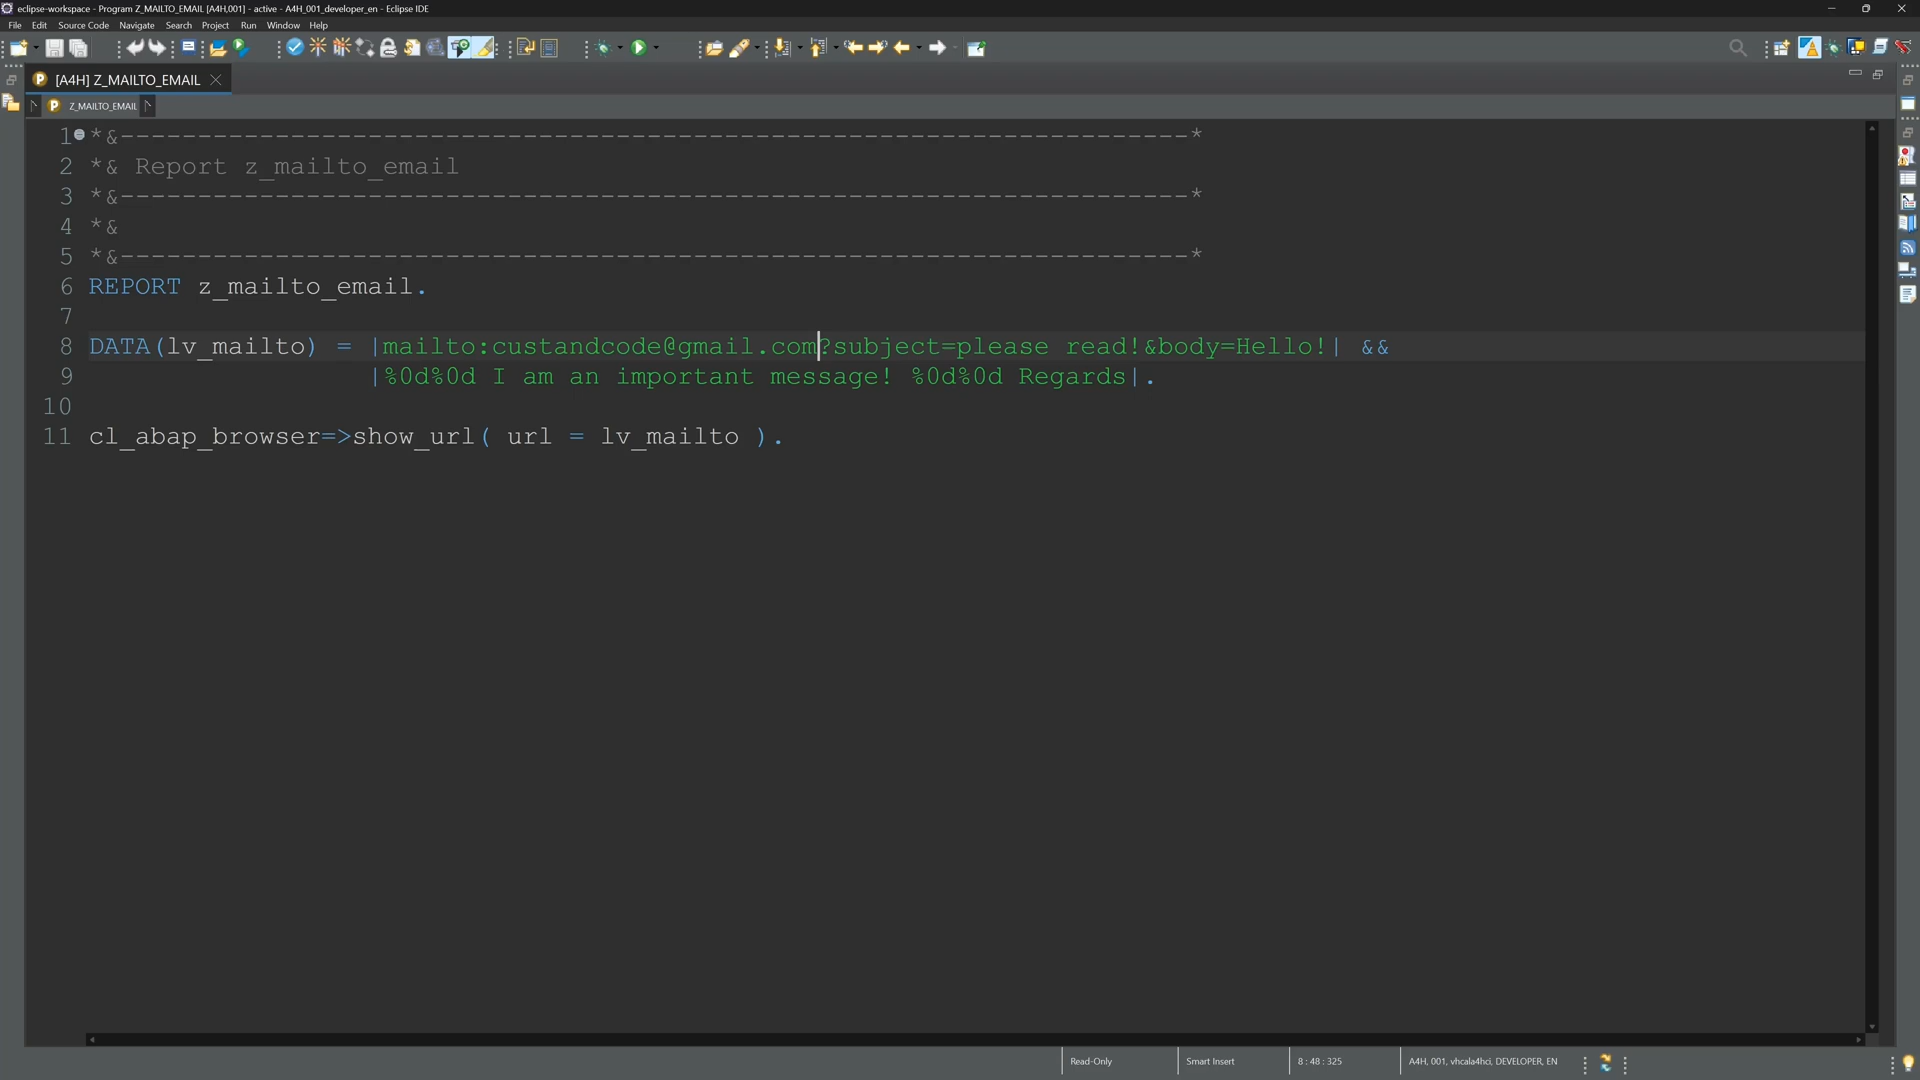 eclipse-workspace - Program Z_MAILTO_EMAIL [A4H,001] - active - A4H_001_developer_en - Eclipse IDE
File Edit Source Code Navigate Search Project Run Window Help
[A4H] Z_MAILTO_EMAIL
Z_MAILTO_EMAIL
1 *&---------------------------------------------------------------------*
2 *& Report z_mailto_email
3 *&---------------------------------------------------------------------*
4 *&
5 *&---------------------------------------------------------------------*
6 REPORT z_mailto_email.
7
8 DATA(lv_mailto) = |mailto:custandcode@gmail.com?subject=please read!&body=Hello!| &&
9 |%0d%0d I am an important message! %0d%0d Regards|.
10
11 cl_abap_browser=>show_url( url = lv_mailto ).
Read-Only Smart Insert 8 : 48 : 325 A4H, 001, vhcala4hci, DEVELOPER, EN